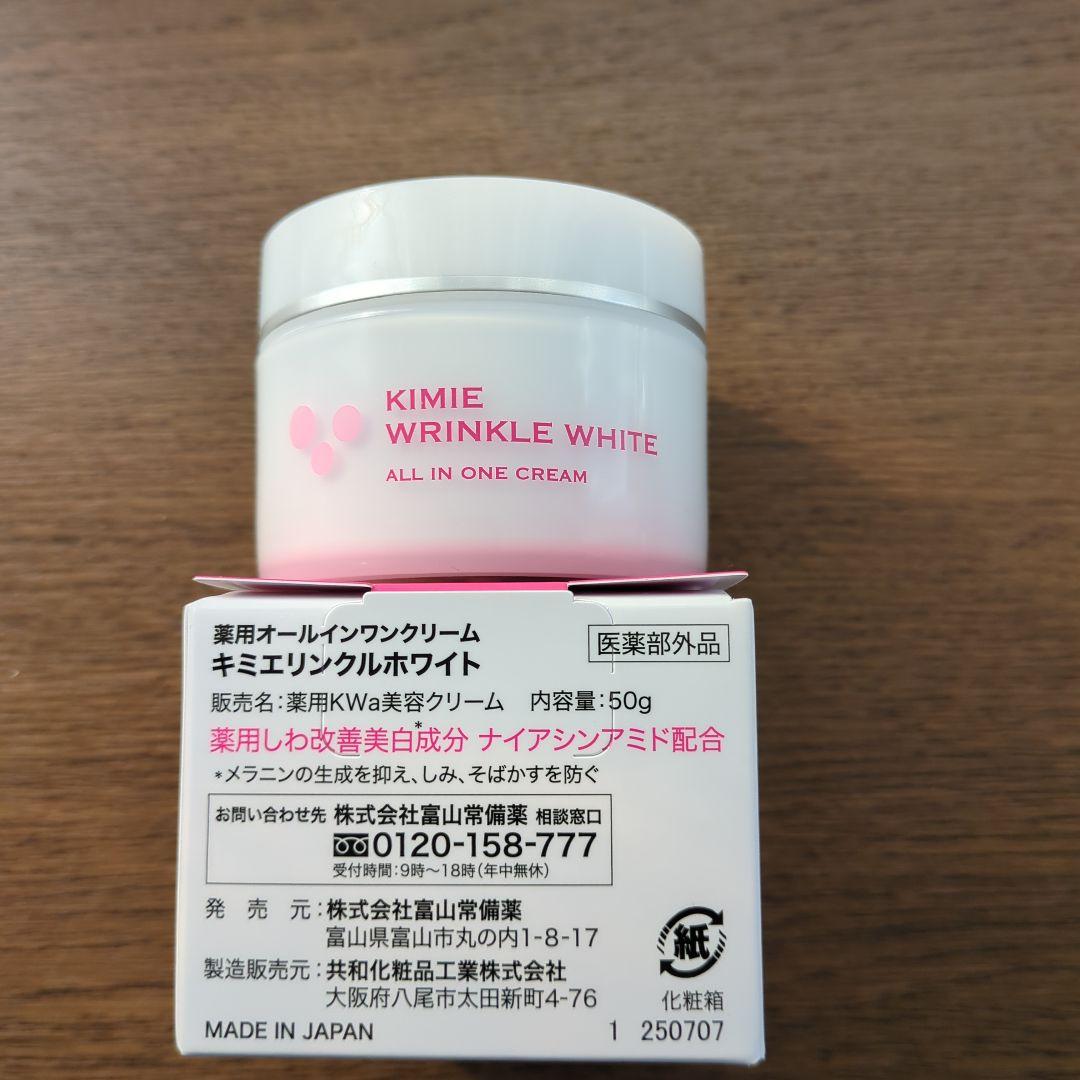 KIMIE
WRINKLE WHITE
ALL IN ONE CREAM
薬用オールインワンクリーム
医薬部外品
キミエリンクルホワイト
販売名:薬用KWa美容クリーム 内容量:50g
薬用しわ改善美白*成分 ナイアシンアミド配合
*メラニンの生成を抑え、しみ、そばかすを防ぐ
お問い合わせ先 株式会社富山常備薬 相談窓口
0120-158-777
受付時間:9時～18時(年中無休)
発売元:株式会社富山常備薬
富山県富山市丸の内1-8-17
製造販売元:共和化粧品工業株式会社
大阪府八尾市太田新町4-76
紙
化粧箱
MADE IN JAPAN 1 250707